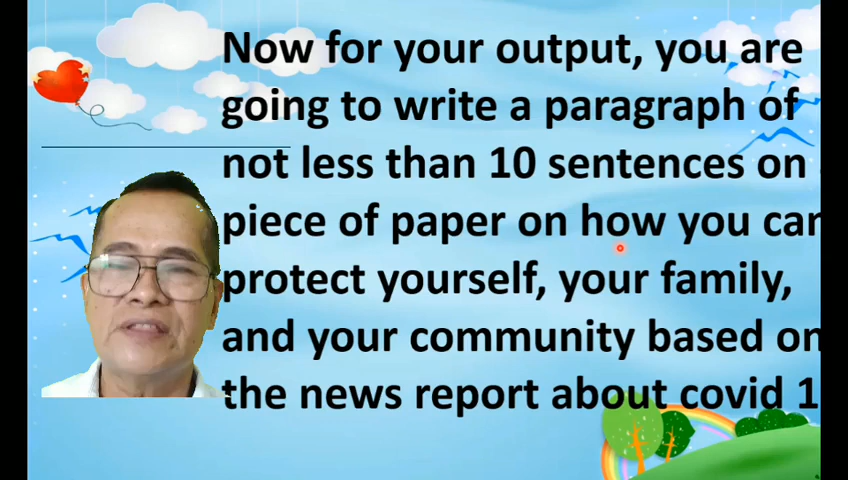 Now for your output, you are
going to write a paragraph of
not less than 10 sentences on
piece of paper on how you can
protect yourself, your family,
and your community based on
the news report about covid 1